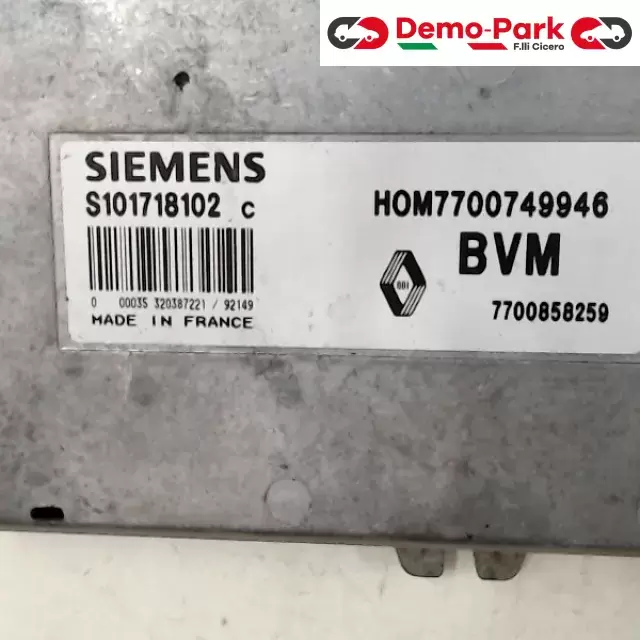 Demo-Park
F.lli Cicero
SIEMENS
S101718102 C
HOM7700749946
BVM
0 00035 320387221 / 92149
7700858259
MADE IN FRANCE